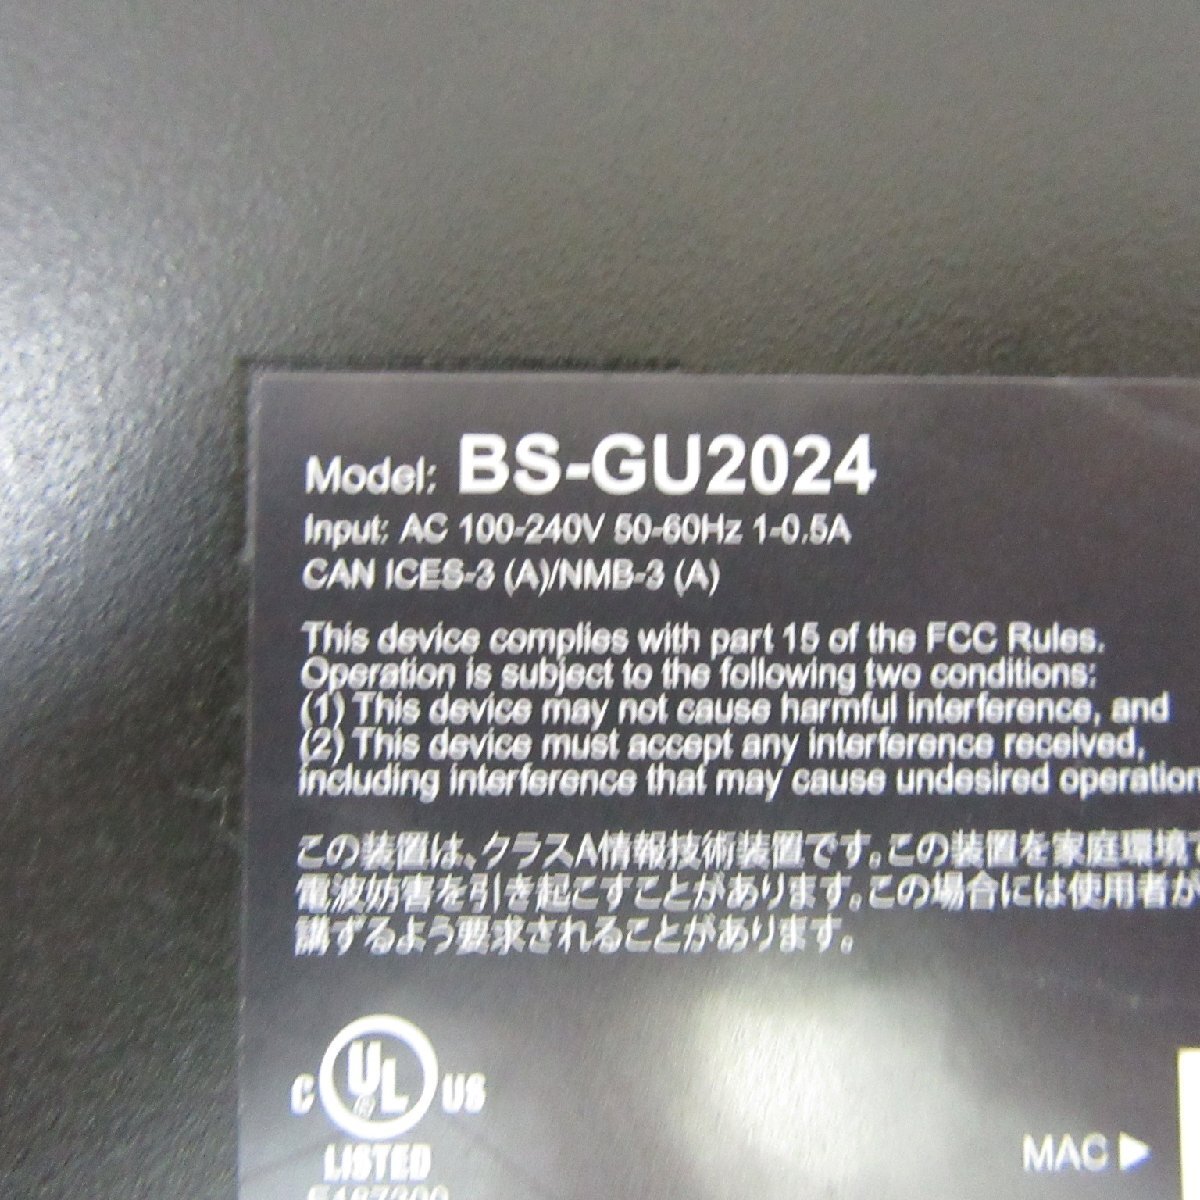 Model: BS-GU2024
Input: AC 100-240V 50-60Hz 1-0.5A
CAN ICES-3 (A)/NMB-3 (A)
This device complies with part 15 of the FCC Rules.
Operation is subject to the following two conditions:
(1) This device may not cause harmful interference, and
(2) This device must accept any interference received,
including interference that may cause undesired operation
この装置は、クラスA情報技術装置です。この装置を家庭環境で
電波妨害を引き起こすことがあります。この場合には使用者が
講ずるよう要求されることがあります。
C UL US
®
LISTED
MAC ▶